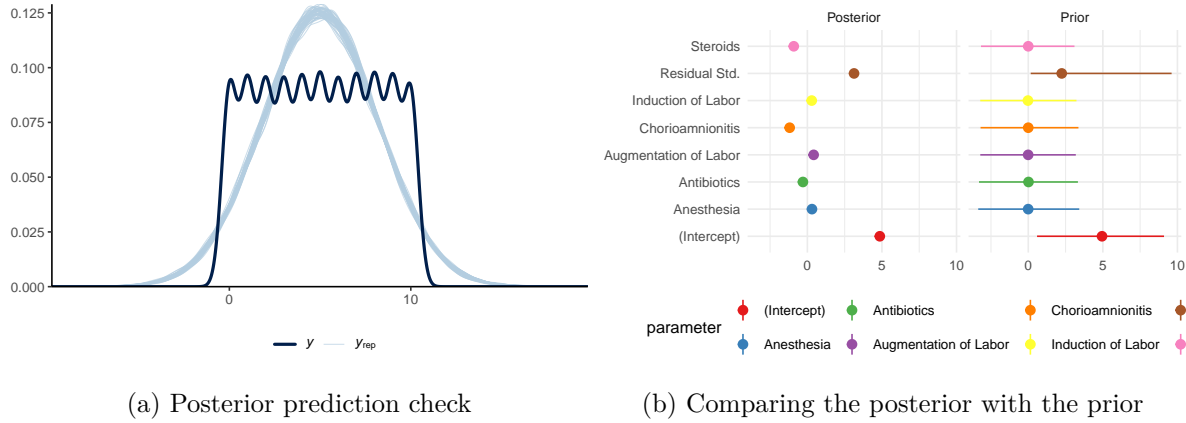 0.125
0.100
0.075
0.050
0.025
0.000
0 10
y yrep
(a) Posterior prediction check
Posterior Prior
Steroids
Residual Std.
Induction of Labor
Chorioamnionitis
Augmentation of Labor
Antibiotics
Anesthesia
(Intercept)
0 5 10 0 5 10
parameter
(Intercept) Antibiotics Chorioamnionitis
Anesthesia Augmentation of Labor Induction of Labor
(b) Comparing the posterior with the prior